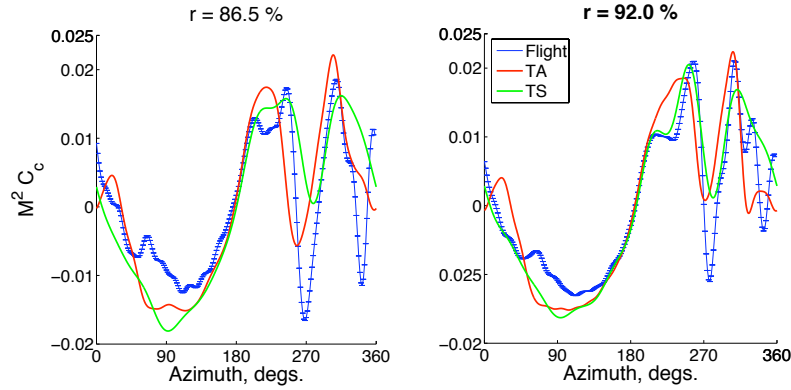 r = 86.5 %
0.025
0.02
0.01
0
-0.01
-0.02
M² C_c
0
90
180
270
360
Azimuth, degs.
r = 92.0 %
Flight
TA
TS
0.025
0.02
0.01
0
0.025
0.02
0
90
180
270
360
Azimuth, degs.